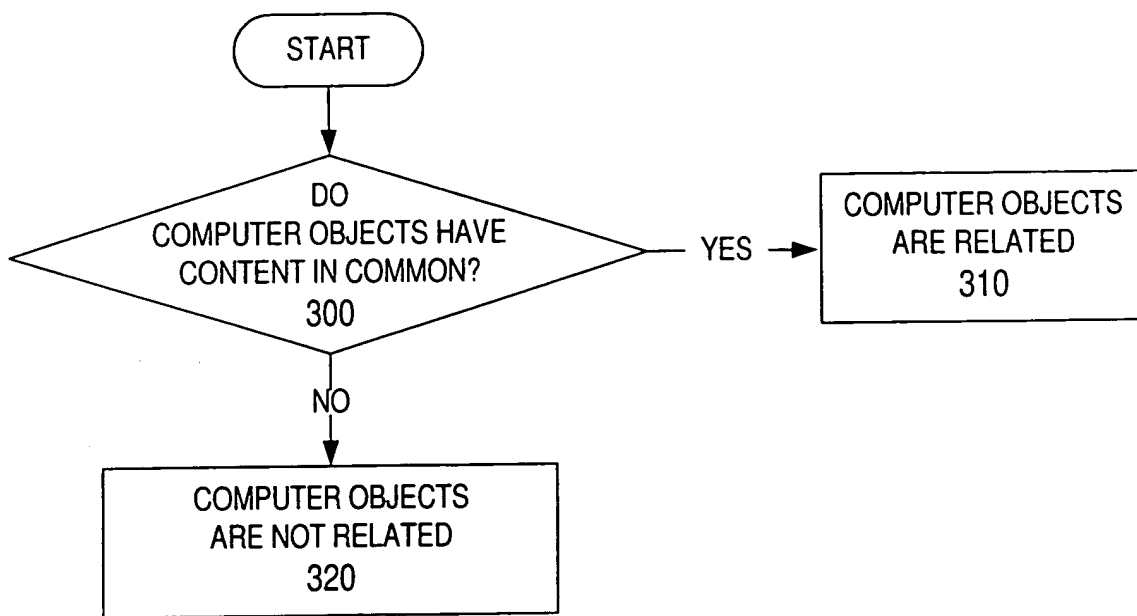 START
DO
COMPUTER OBJECTS HAVE
CONTENT IN COMMON?
300
YES
COMPUTER OBJECTS
ARE RELATED
310
NO
COMPUTER OBJECTS
ARE NOT RELATED
320